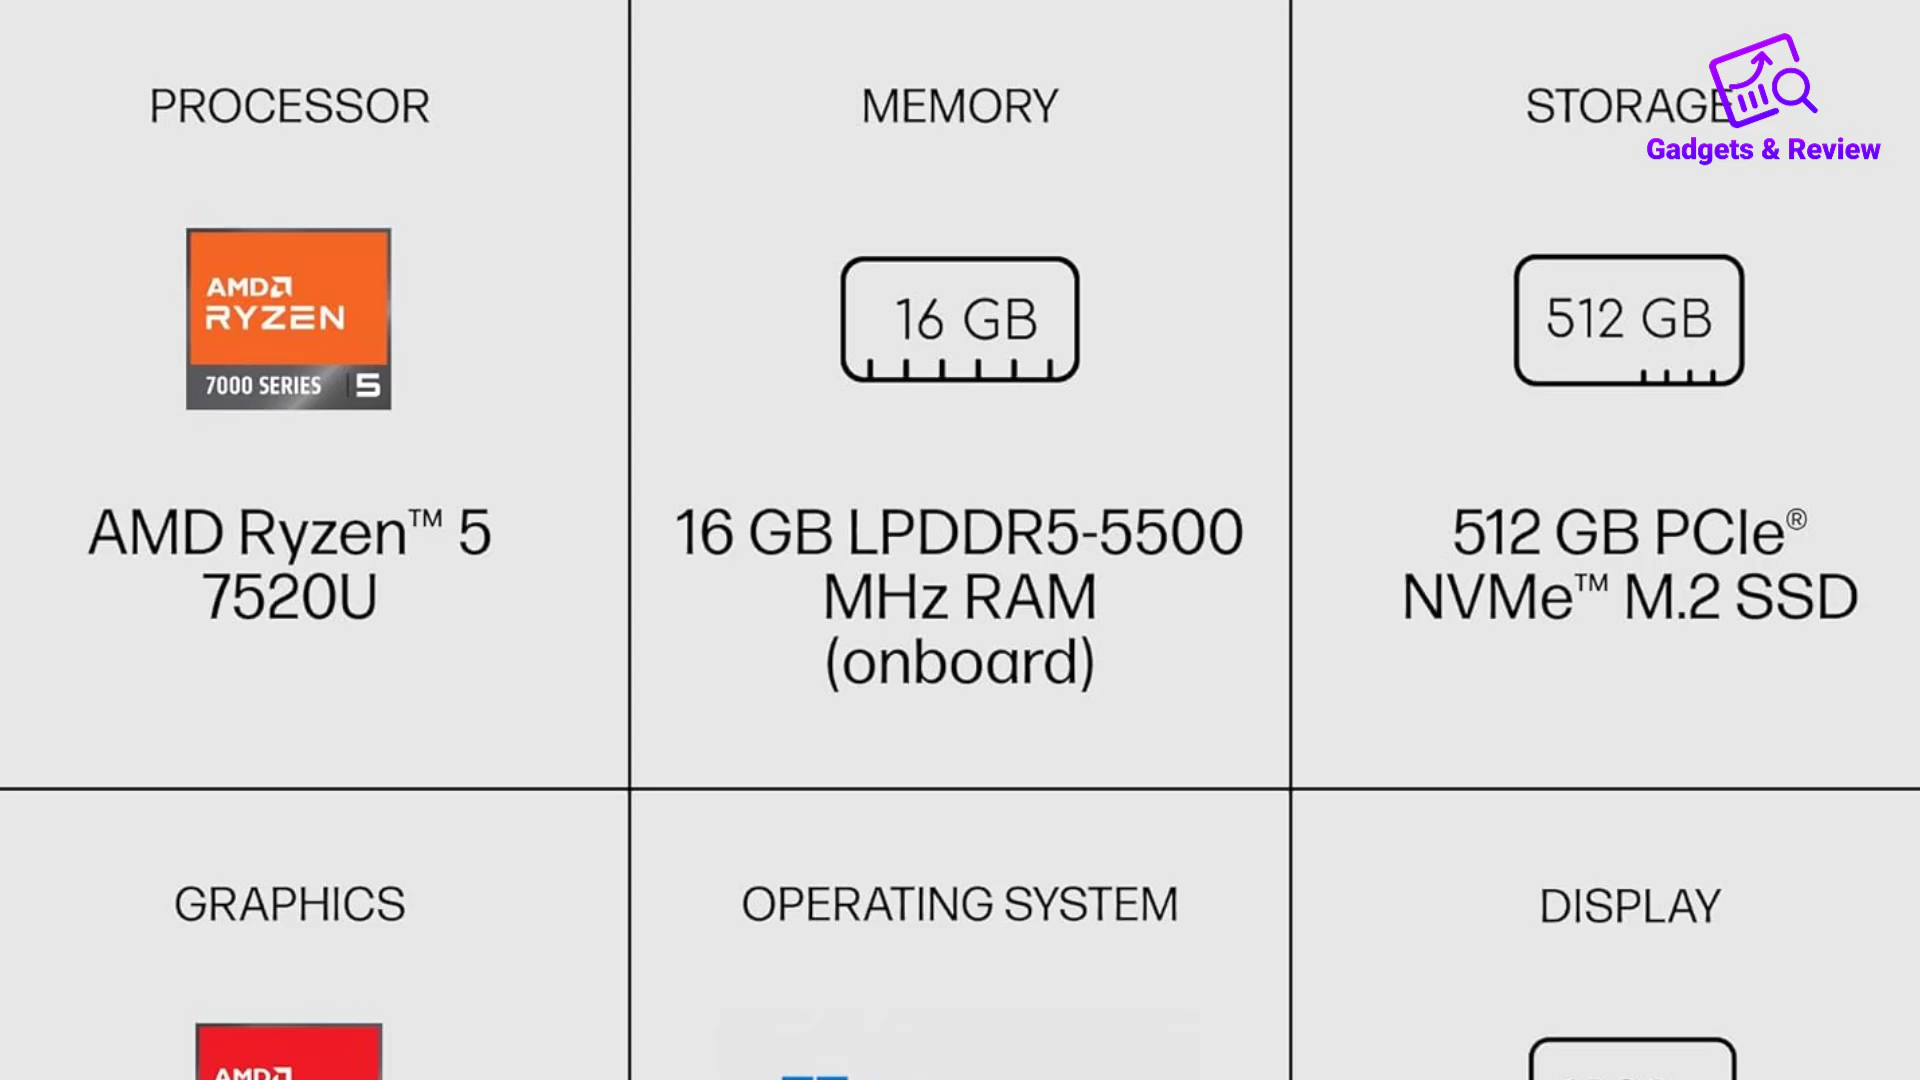 PROCESSOR
MEMORY
STORAGE
Gadgets & Review
AMD
RYZEN
7000 SERIES 5
16 GB
512 GB
AMD Ryzen™ 5
7520U
16 GB LPDDR5-5500
MHz RAM
(onboard)
512 GB PCIe®
NVMe™ M.2 SSD
GRAPHICS
OPERATING SYSTEM
DISPLAY
AMD